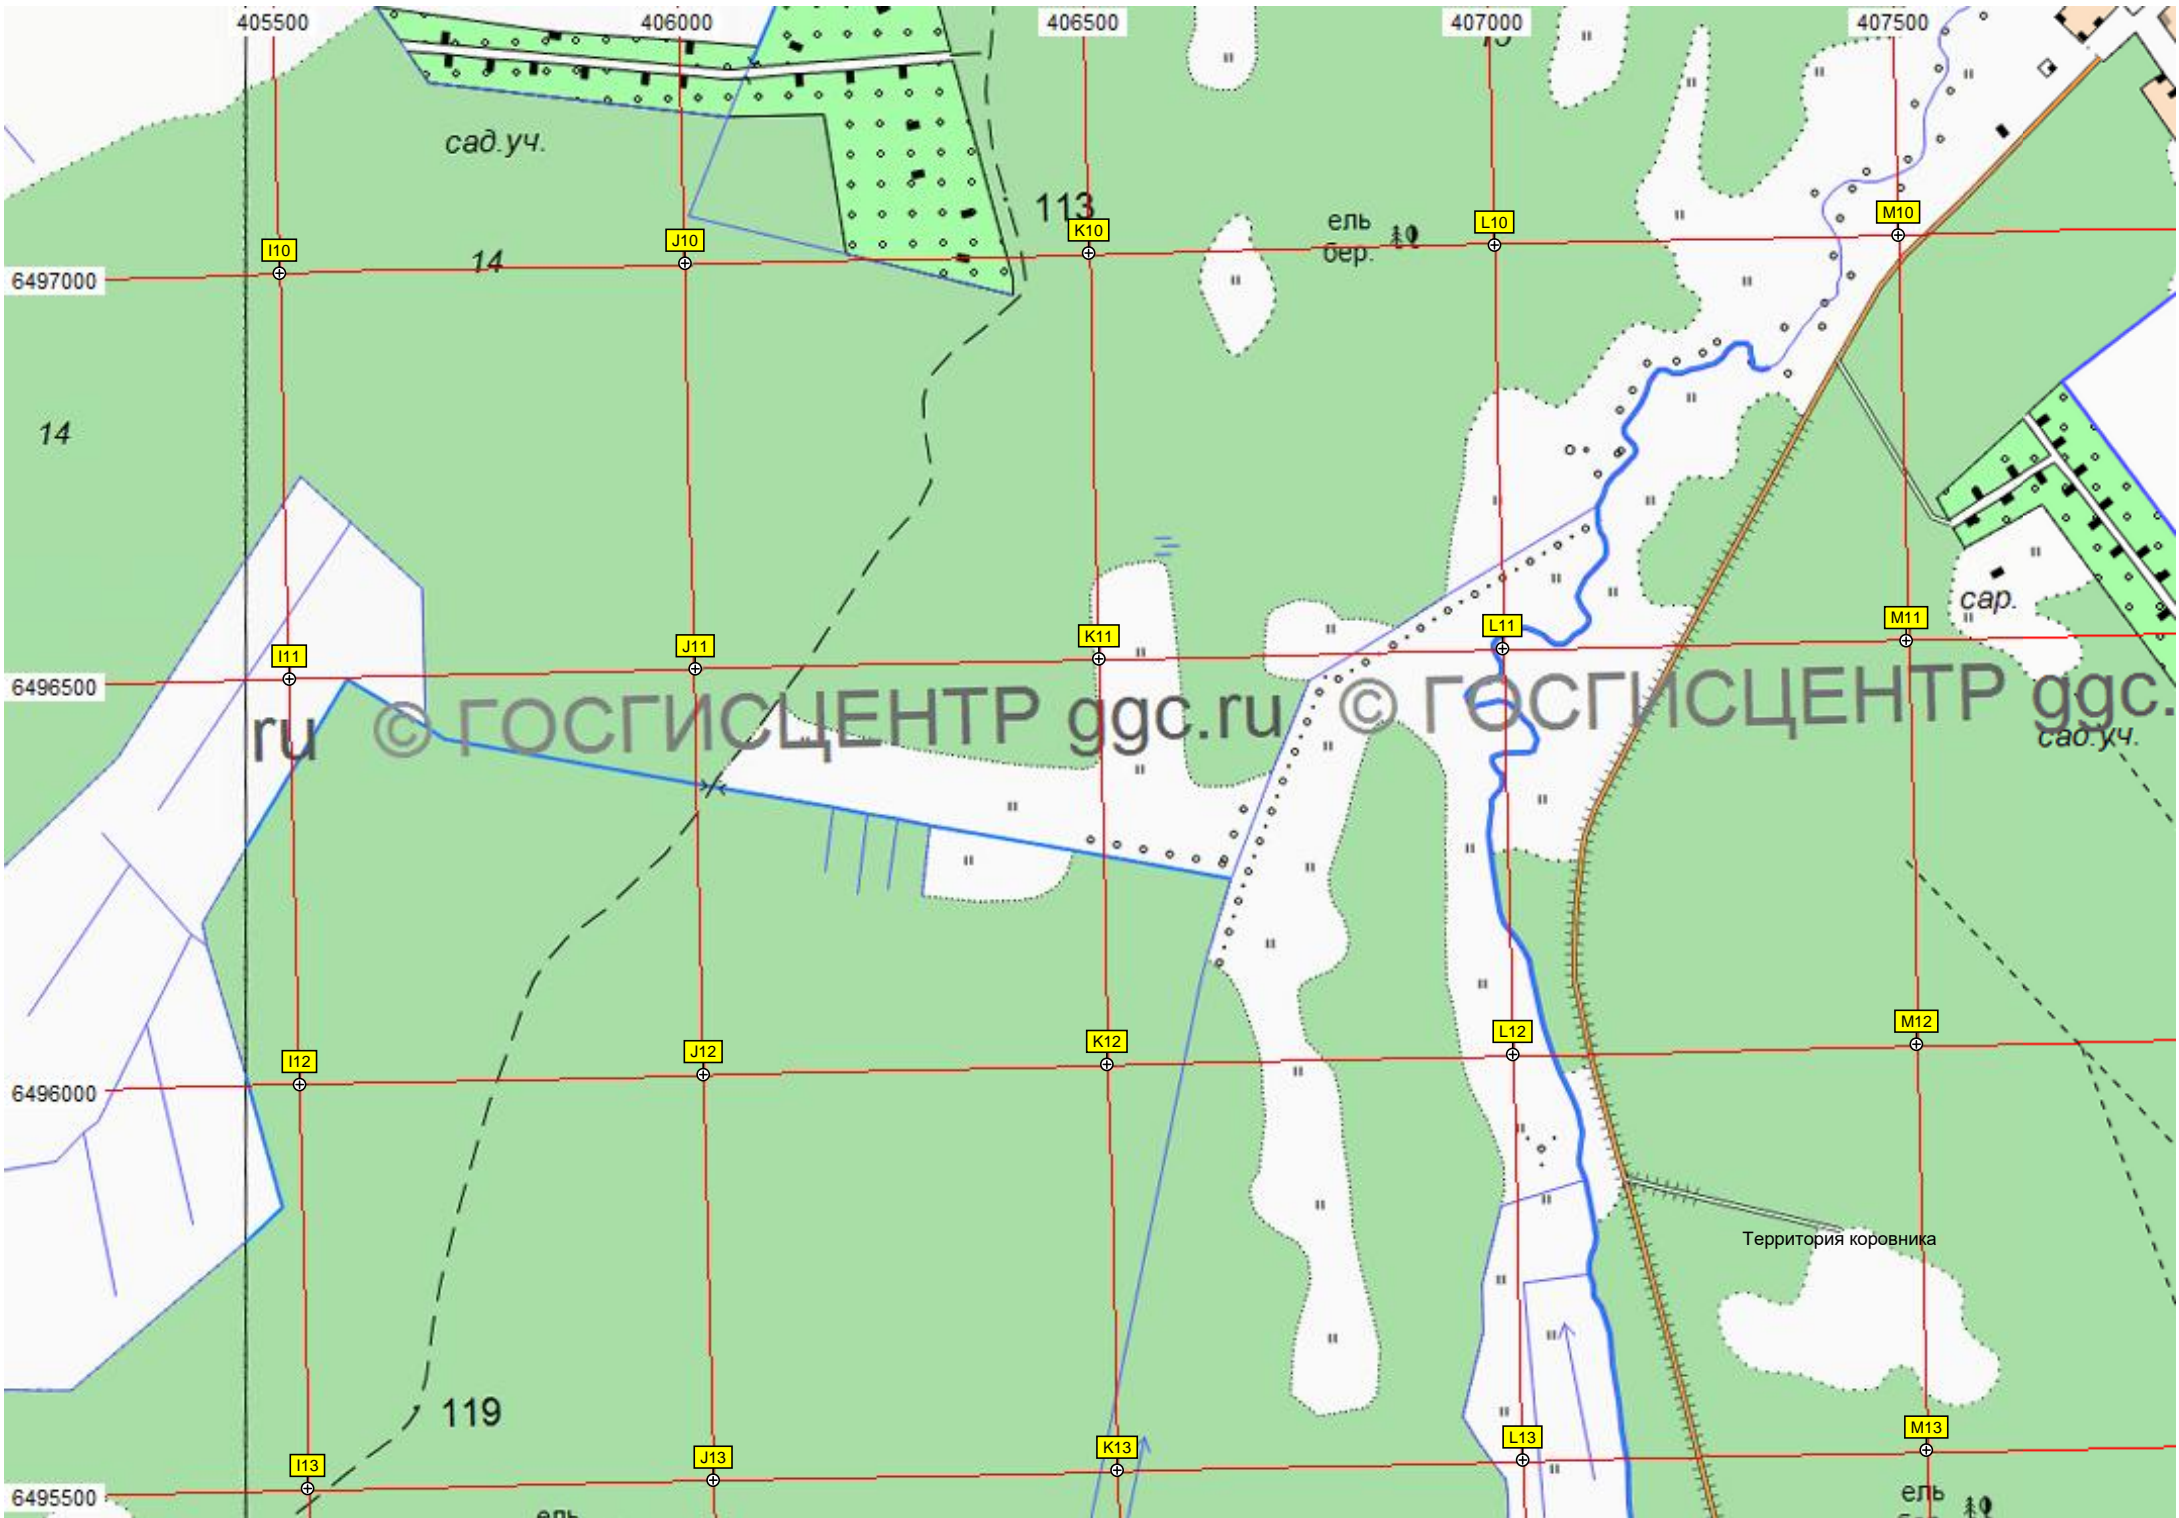 405500 406000 406500 407000 407500
сад.уч.
113
ель
бер.
I10 J10 K10 L10 M10
14
6497000
14
сар.
I11 J11 K11 L11 M11
6496500
ru © ГОСГИСЦЕНТР ggc.ru © ГОСГИСЦЕНТР ggc.
сад.уч.
I12 J12 K12 L12 M12
6496000
Территория коровника
119
I13 J13 K13 L13 M13
6495500
ель
ель